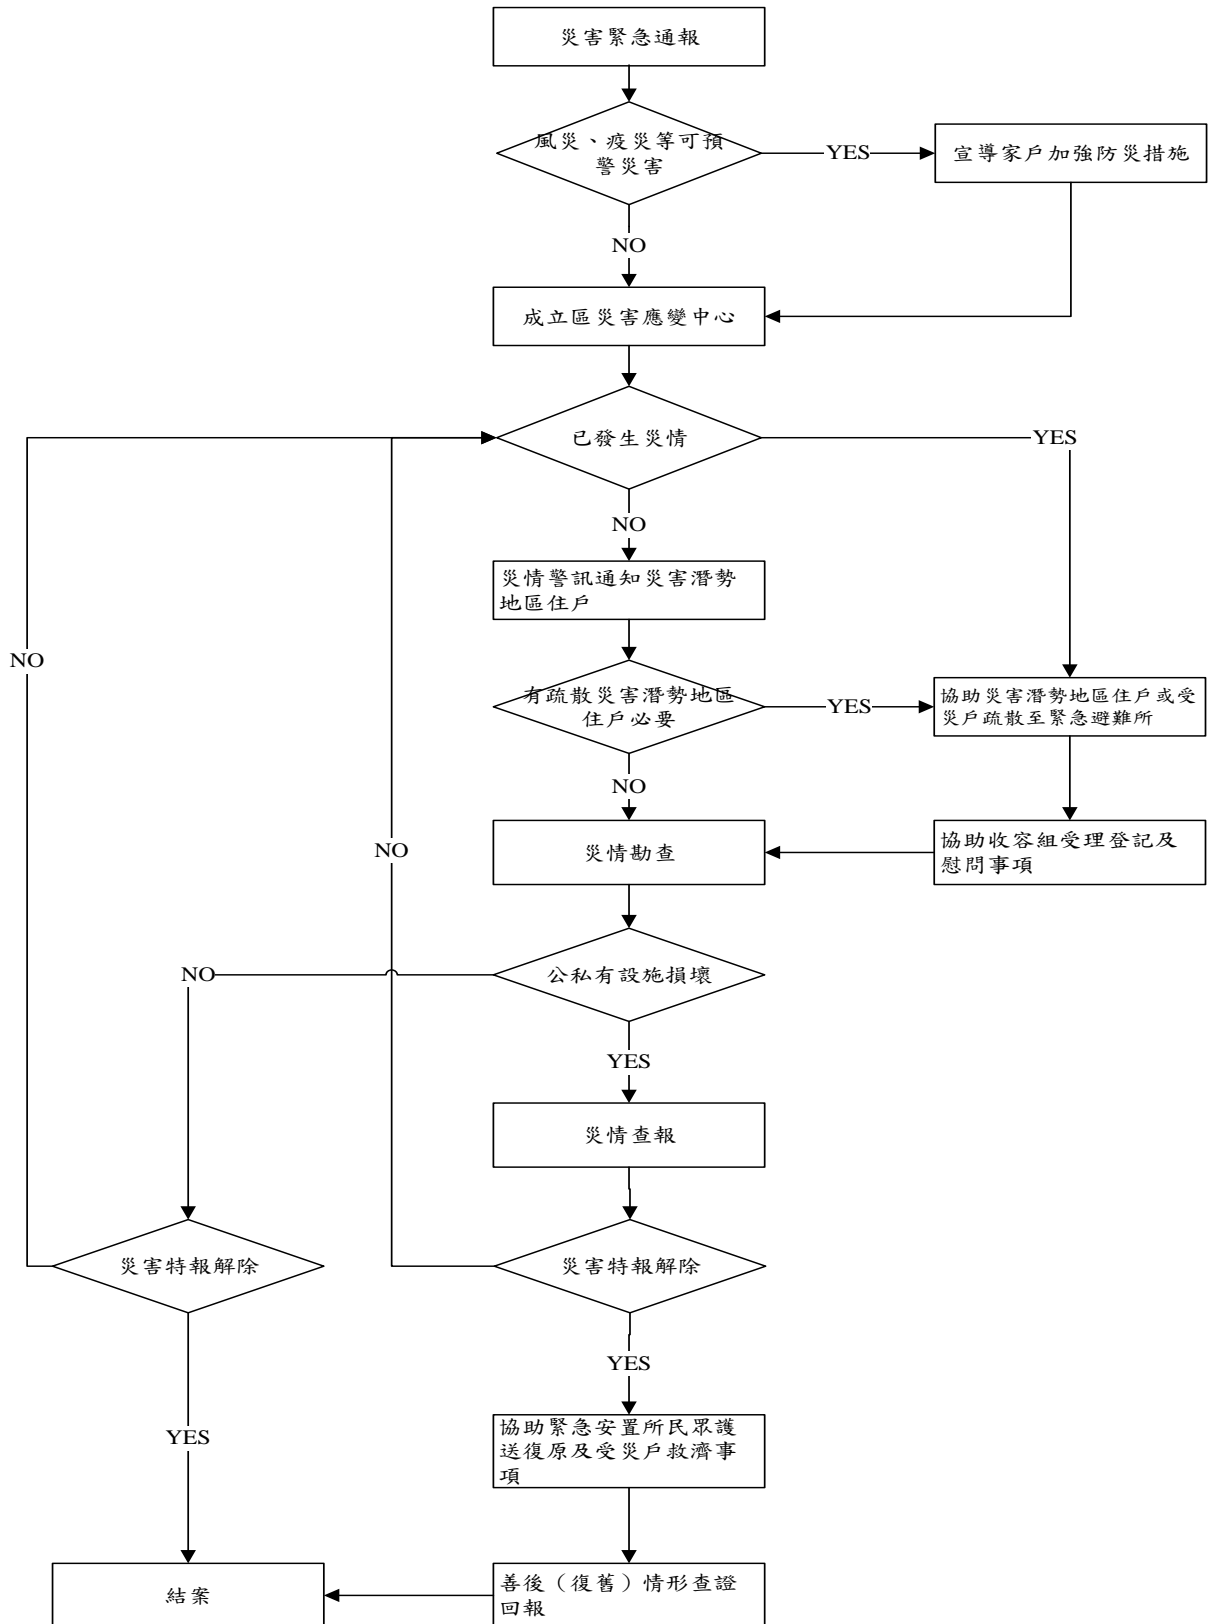 災害緊急通報
風災、疫災等可預
警災害
YES
宣導家戶加強防災措施
NO
成立區災害應變中心
已發生災情
YES
NO
災情警訊通知災害潛勢
地區住戶
NO
有疏散災害潛勢地區
住戶必要
YES
協助災害潛勢地區住戶或受
災戶疏散至緊急避難所
NO
NO
災情勘查
協助收容組受理登記及
慰問事項
NO
公私有設施損壞
YES
災情查報
災害特報解除
災害特報解除
YES
YES
協助緊急安置所民眾護
送復原及受災戶救濟事
項
結案
善後（復舊）情形查證
回報